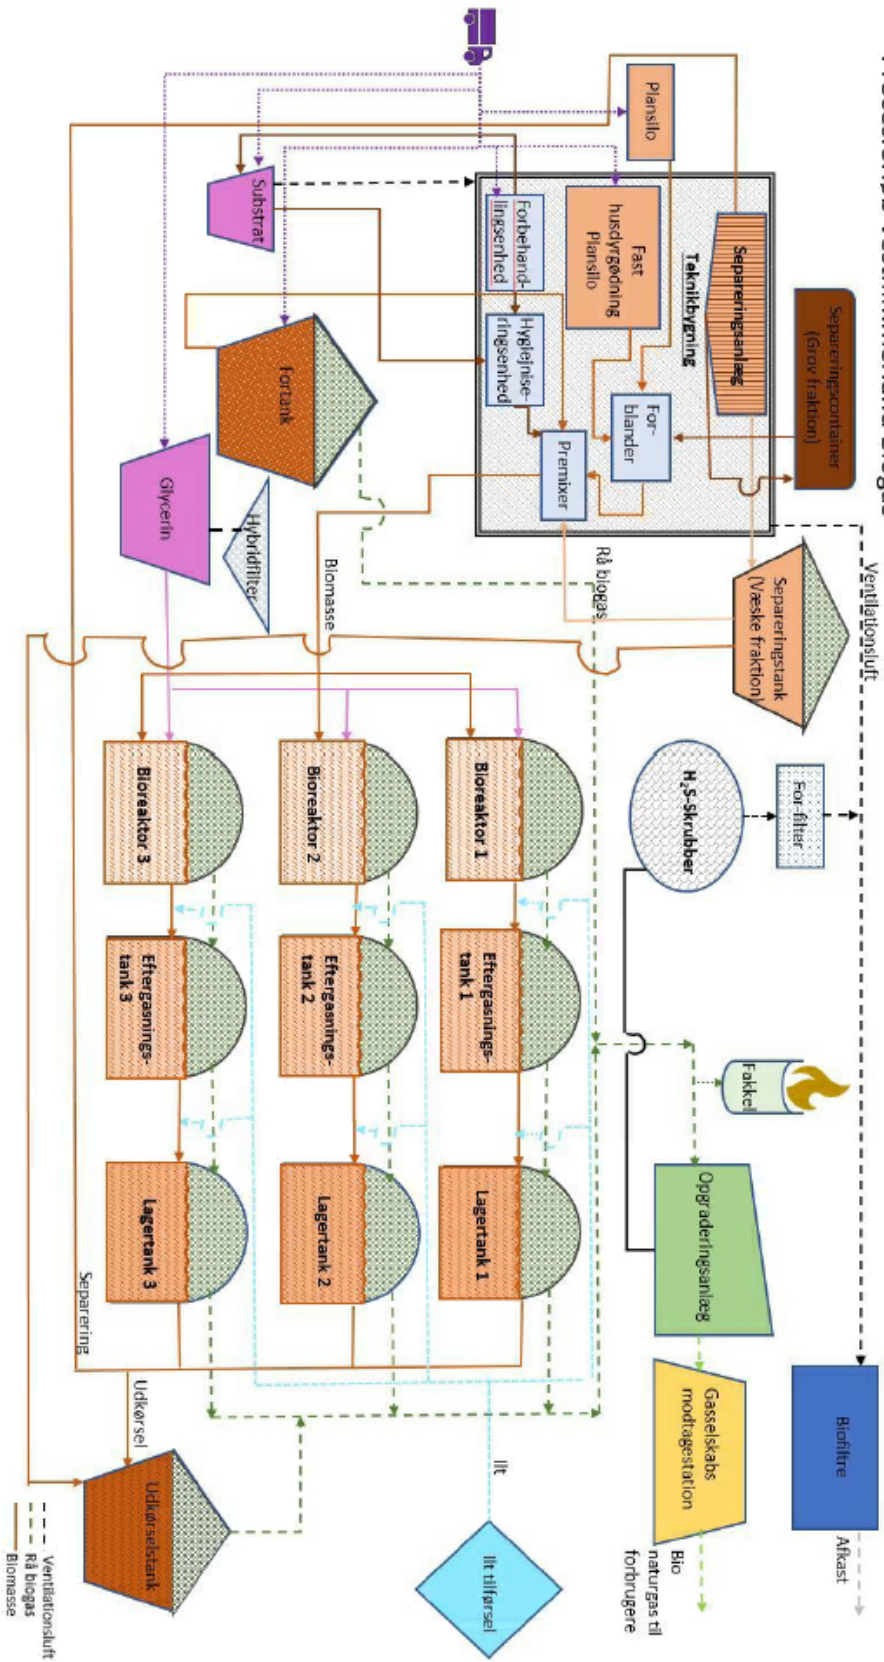 Plansilo
Separeringsanlæg
Teknikbygning
Fast
husdyrgødning
Plansilo
Forbehand-
lingsenhed
Hygiejnise-
ringsenhed
For-
blander
Premixer
Separeringscontainer
(Grov fraktion)
Substrat
Fortank
Glycerin
Hybridfilter
Biomasse
Rå biogas
Separeringstank
(Væske fraktion)
Ventilationsluft
H₂S-Skrubber
For-filter
Bioreaktor 1
Bioreaktor 2
Bioreaktor 3
Eftergasnings-
tank 1
Eftergasnings-
tank 2
Eftergasnings-
tank 3
Lagertank 1
Lagertank 2
Lagertank 3
Fakkel
Opgraderingsanlæg
Gasselskabs
modtagestation
Biofiltre
Afkast
Bio
naturgas til
forbrugere
Separering
Udkørsel
Udkørselstank
Ilt
Ilt tilførsel
Ventilationsluft
Rå biogas
Biomasse